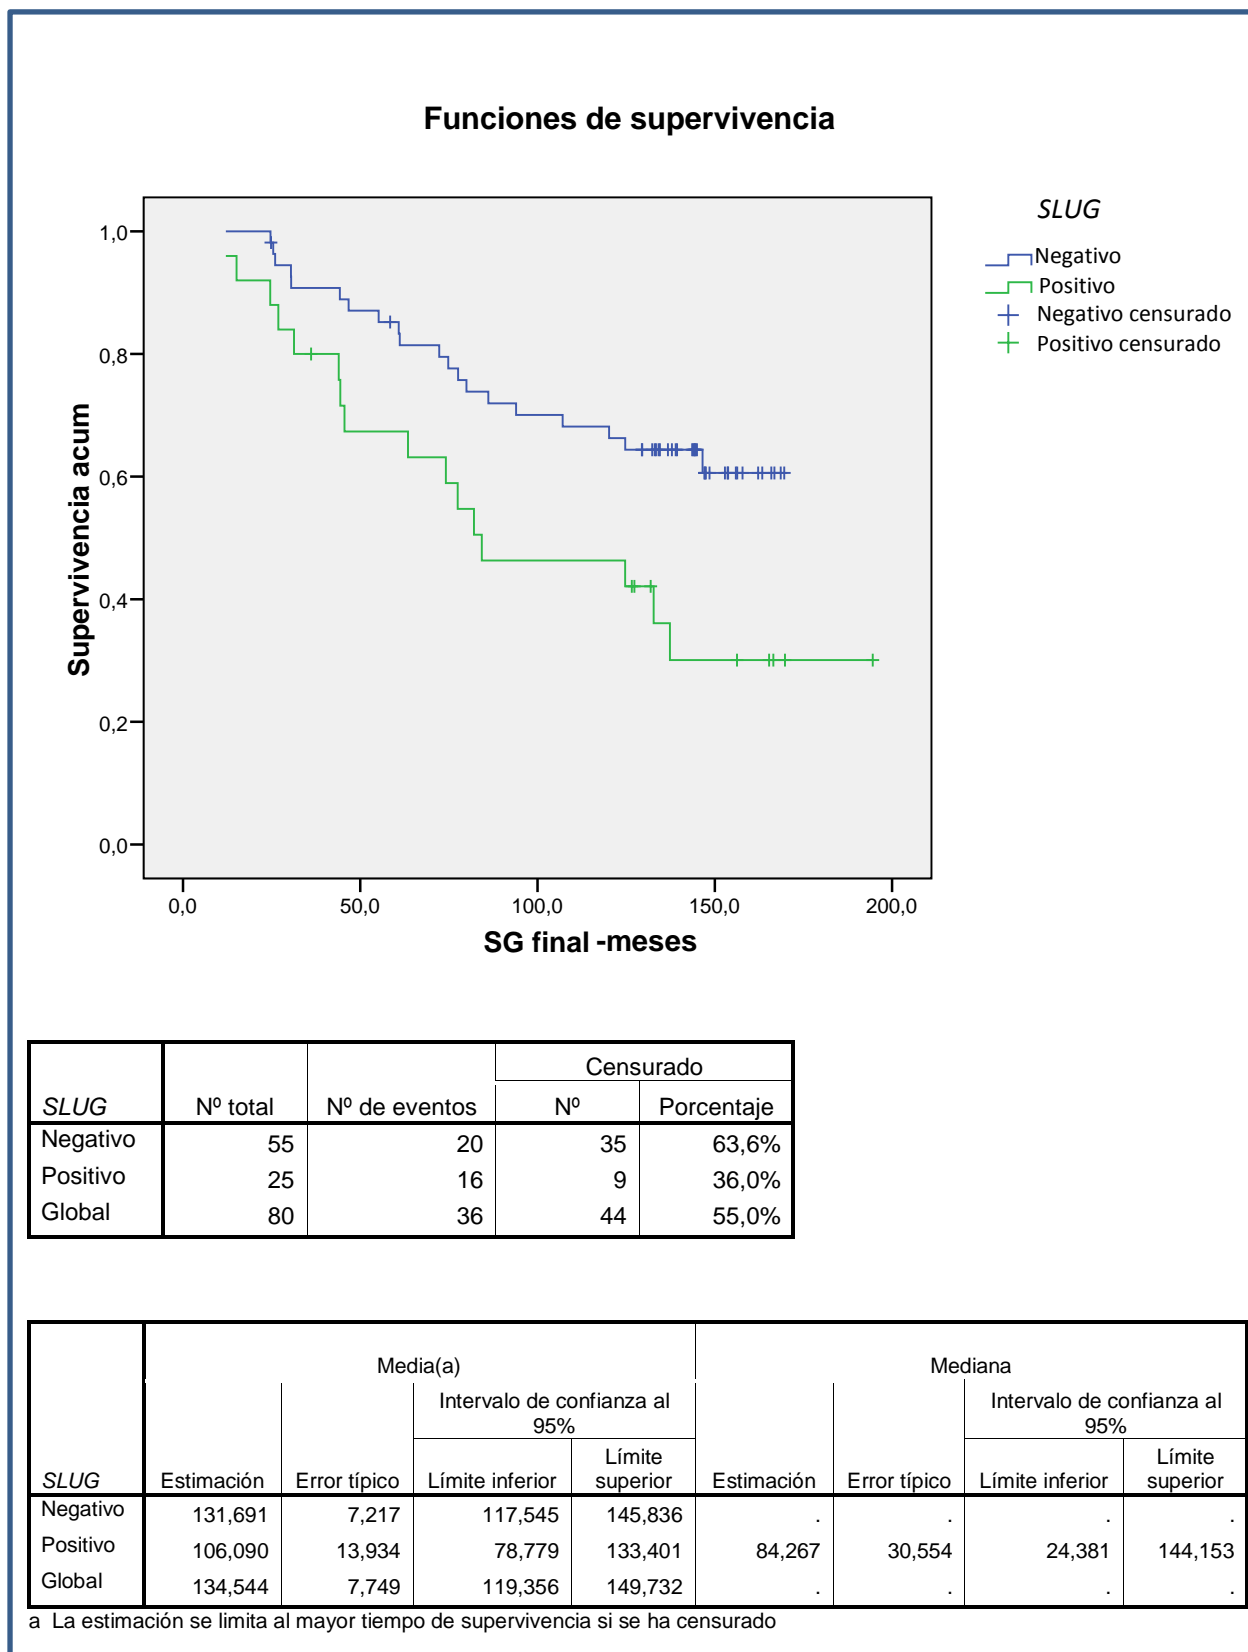 Funciones de supervivencia
SLUG
Negativo
Positivo
Negativo censurado
Positivo censurado
1,0
0,8
0,6
0,4
0,2
0,0
Supervivencia acum
0,0 50,0 100,0 150,0 200,0
SG final -meses
Censurado
SLUG Nº total Nº de eventos Nº Porcentaje
Negativo 55 20 35 63,6%
Positivo 25 16 9 36,0%
Global 80 36 44 55,0%
Media(a) Mediana
Intervalo de confianza al 95% Intervalo de confianza al 95%
SLUG Estimación Error típico Límite inferior Límite superior Estimación Error típico Límite inferior Límite superior
Negativo 131,691 7,217 117,545 145,836 . . . .
Positivo 106,090 13,934 78,779 133,401 84,267 30,554 24,381 144,153
Global 134,544 7,749 119,356 149,732 . . . .
a La estimación se limita al mayor tiempo de supervivencia si se ha censurado